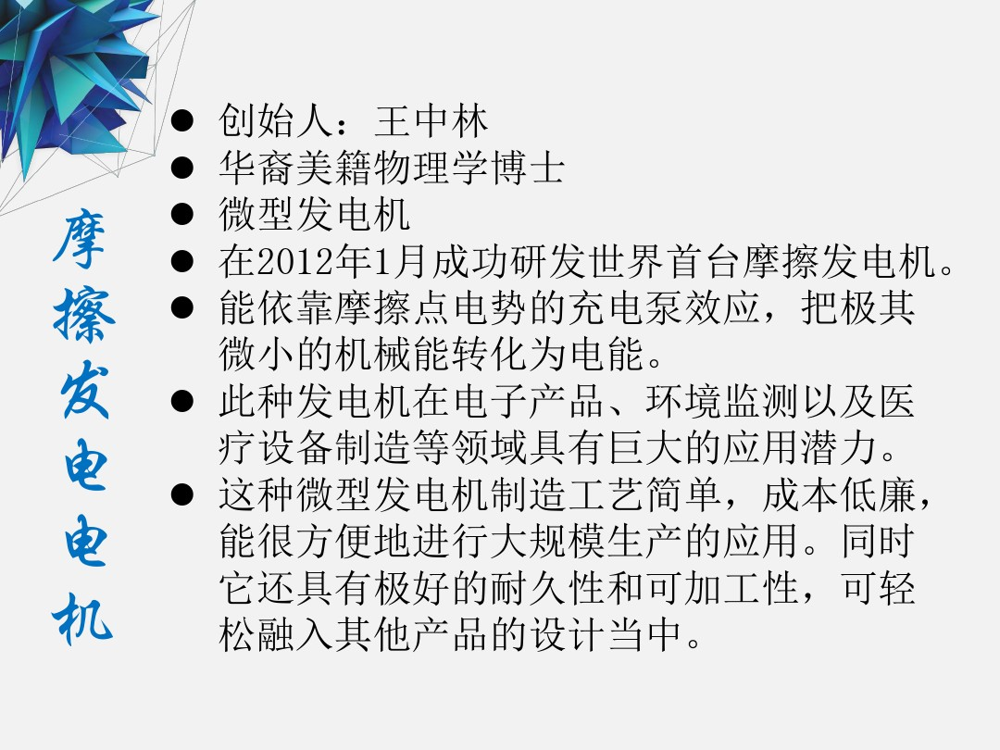 摩擦发电电机
● 创始人：王中林
● 华裔美籍物理学博士
● 微型发电机
● 在2012年1月成功研发世界首台摩擦发电机。
● 能依靠摩擦点电势的充电泵效应，把极其
微小的机械能转化为电能。
● 此种发电机在电子产品、环境监测以及医
疗设备制造等领域具有巨大的应用潜力。
● 这种微型发电机制造工艺简单，成本低廉，
能很方便地进行大规模生产的应用。同时
它还具有极好的耐久性和可加工性，可轻
松融入其他产品的设计当中。